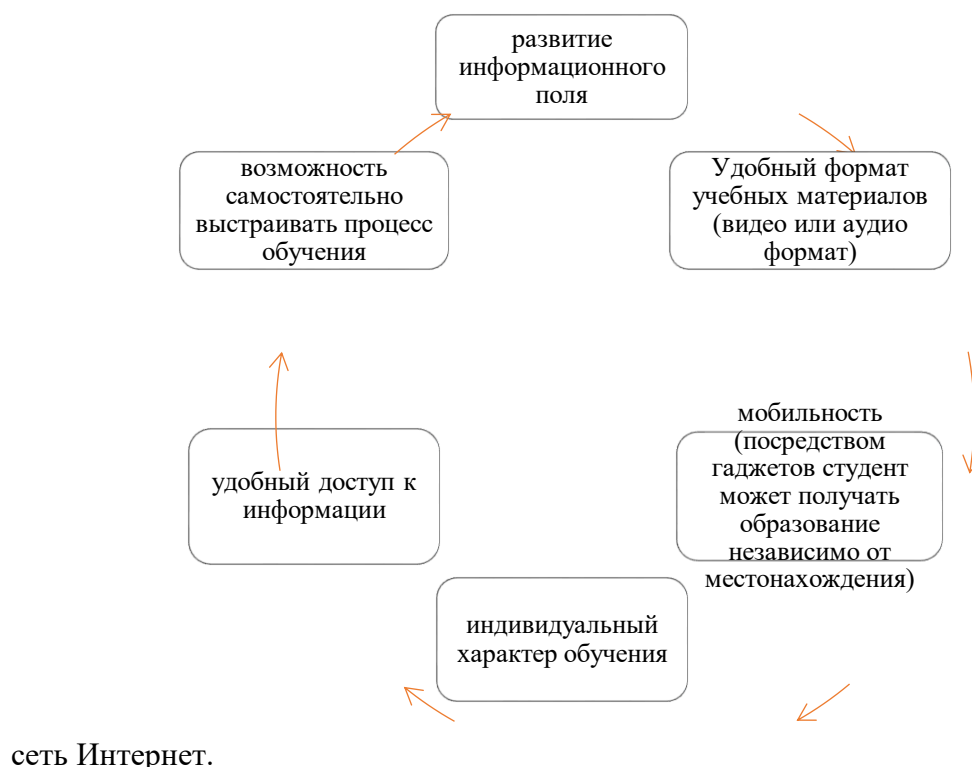 развитие
информационного
поля
Удобный формат
учебных материалов
(видео или аудио
формат)
мобильность
(посредством
гаджетов студент
может получать
образование
независимо от
местонахождения)
индивидуальный
характер обучения
удобный доступ к
информации
возможность
самостоятельно
выстраивать процесс
обучения
сеть Интернет.